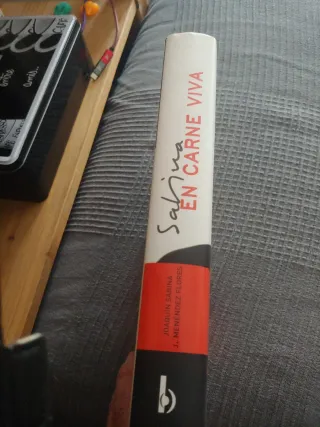 Sabina
EN CARNE VIVA
JOAQUÍN SABINA
J. MENÉNDEZ FLORES